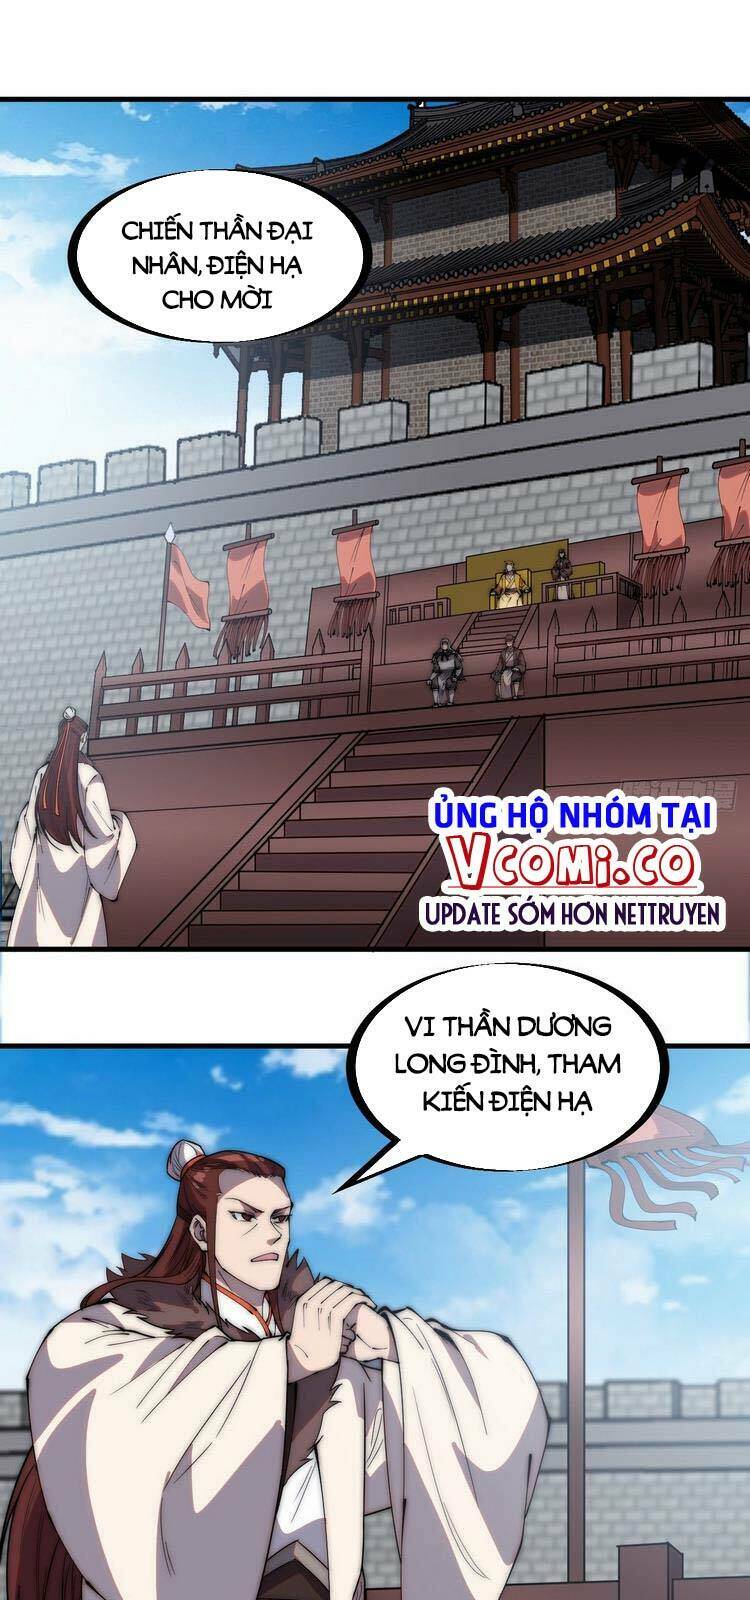 CHIẾN THẦN ĐẠI
NHÂN, ĐIỆN HẠ
CHO MỜI
ỦNG HỘ NHÓM TẠI
VCOMI.CO
UPDATE SỚM HƠN NETTRUYEN
VI THẦN DƯƠNG
LONG ĐÌNH, THAM
KIẾN ĐIỆN HẠ